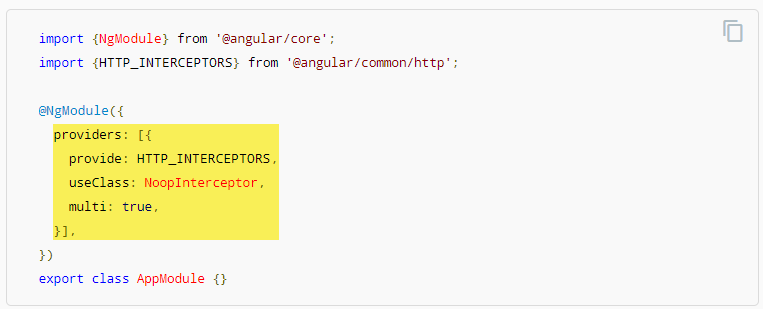 import {NgModule} from '@angular/core';
import {HTTP_INTERCEPTORS} from '@angular/common/http';
@NgModule({
providers: [{
provide: HTTP_INTERCEPTORS,
useClass: NoopInterceptor,
multi: true,
}],
})
export class AppModule {}